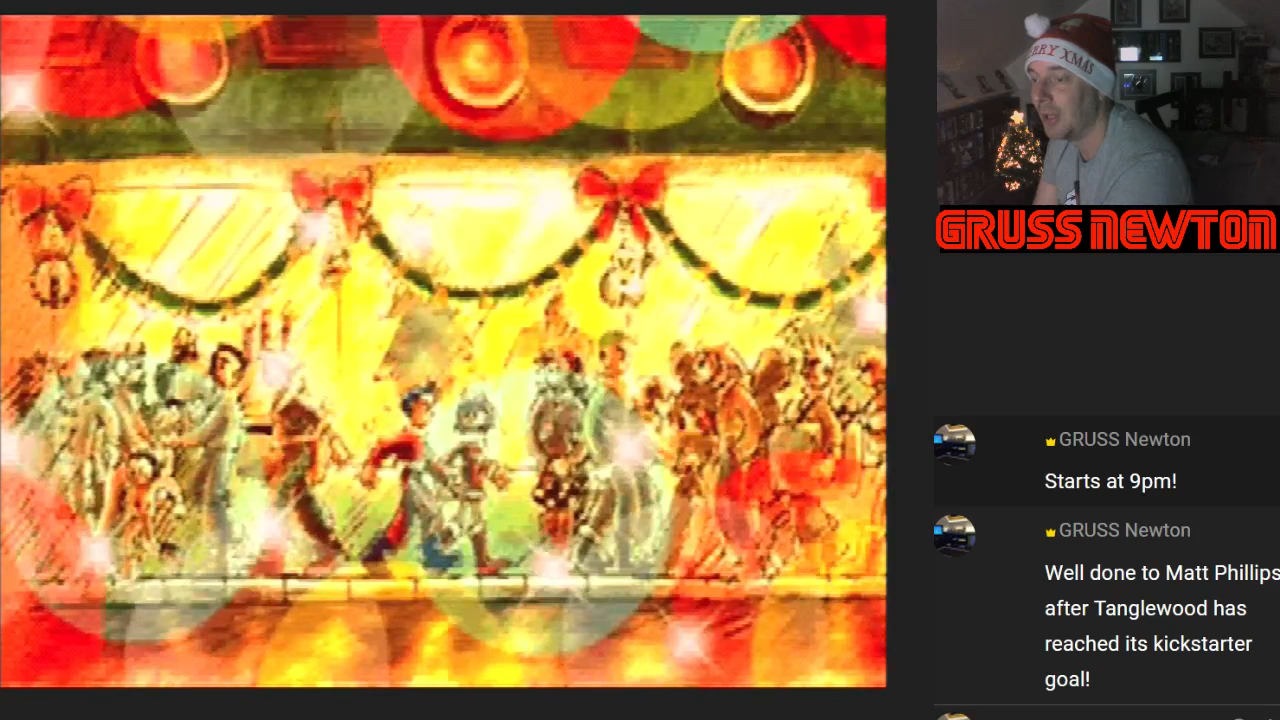 RRY XMAS
GRUSS NEWTON
GRUSS Newton
Starts at 9pm!
GRUSS Newton
Well done to Matt Phillips
after Tanglewood has
reached its kickstarter
goal!